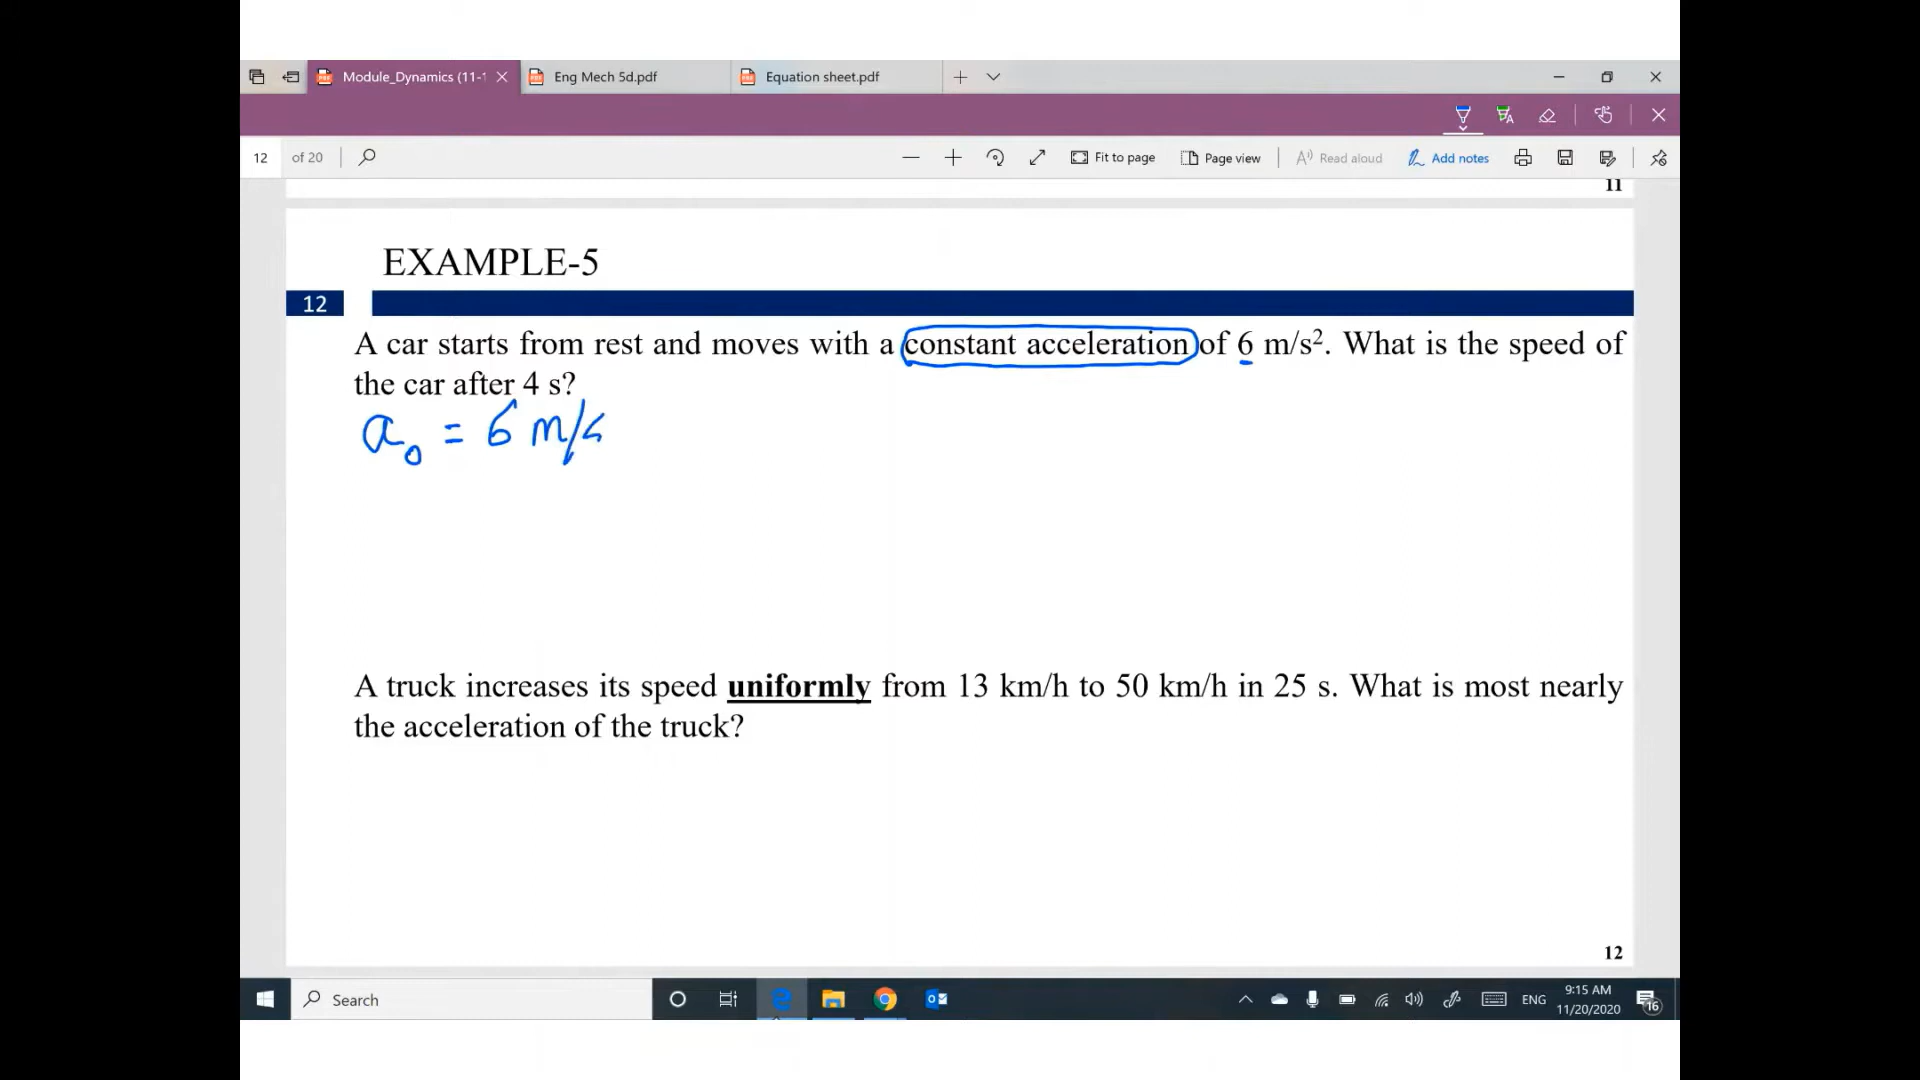 Module_Dynamics (11-1
Eng Mech 5d.pdf
Equation sheet.pdf
12 of 20
Fit to page
Page view
Read aloud
Add notes
11
EXAMPLE-5
12
A car starts from rest and moves with a constant acceleration of 6 m/s². What is the speed of
the car after 4 s?
a₀ = 6 m/s
A truck increases its speed uniformly from 13 km/h to 50 km/h in 25 s. What is most nearly
the acceleration of the truck?
12
Search
ENG
9:15 AM
11/20/2020
16